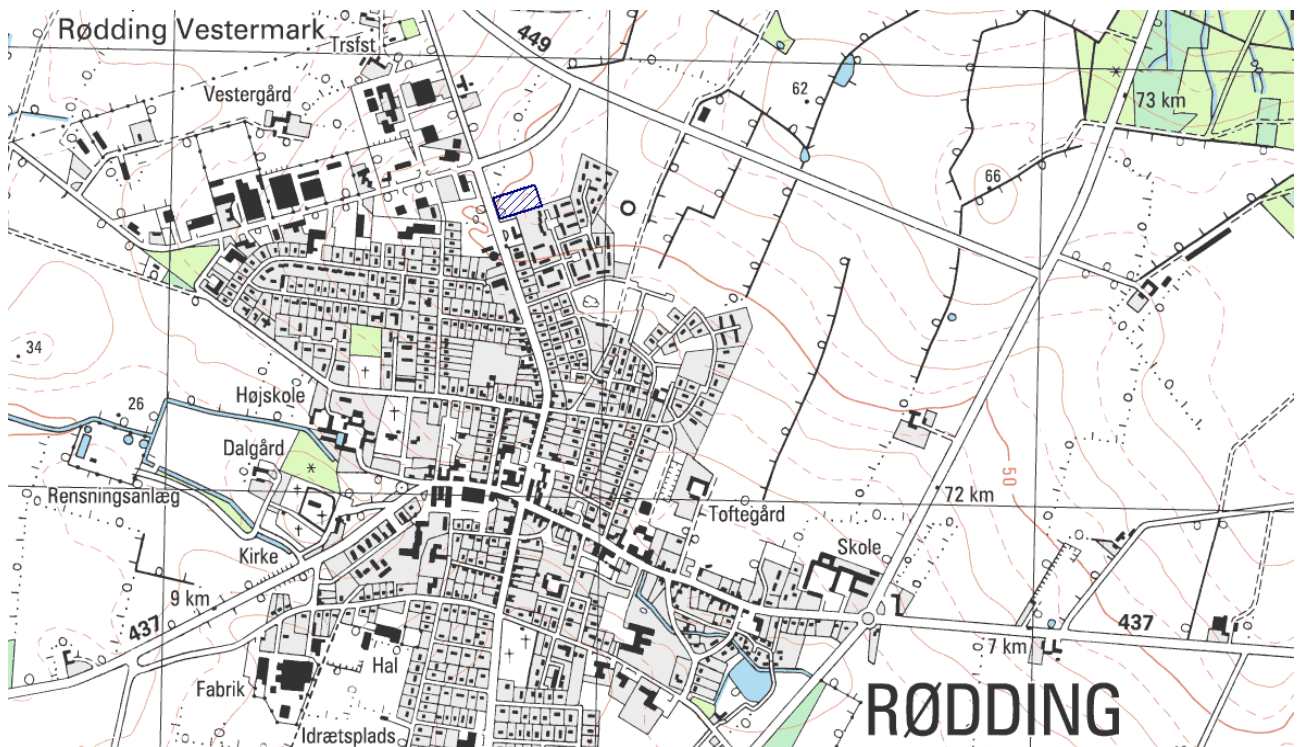 Rødding Vestermark
449
Trsfst
Vestergård
62
73 km
66
34
Højskole
26
Dalgård
50
Rensningsanlæg
72 km
Toftegård
Kirke
Skole
9 km
437
437
7 km
Hal
Fabrik
RØDDING
Idrætsplads